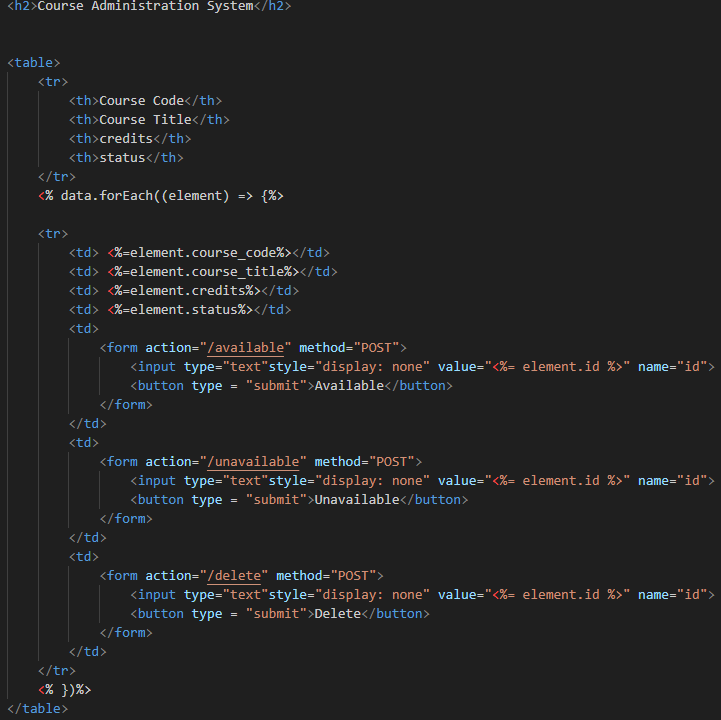 <h2>Course Administration System</h2>
<table>
    <tr>
        <th>Course Code</th>
        <th>Course Title</th>
        <th>credits</th>
        <th>status</th>
    </tr>
    <% data.forEach((element) => {%>
    <tr>
        <td> <%=element.course_code%></td>
        <td> <%=element.course_title%></td>
        <td> <%=element.credits%></td>
        <td> <%=element.status%></td>
        <td>
            <form action="/available" method="POST">
                <input type="text"style="display: none" value="<%= element.id %>" name="id">
                <button type = "submit">Available</button>
            </form>
        </td>
        <td>
            <form action="/unavailable" method="POST">
                <input type="text"style="display: none" value="<%= element.id %>" name="id">
                <button type = "submit">Unavailable</button>
            </form>
        </td>
        <td>
            <form action="/delete" method="POST">
                <input type="text"style="display: none" value="<%= element.id %>" name="id">
                <button type = "submit">Delete</button>
            </form>
        </td>
    </tr>
    <% })%>
</table>